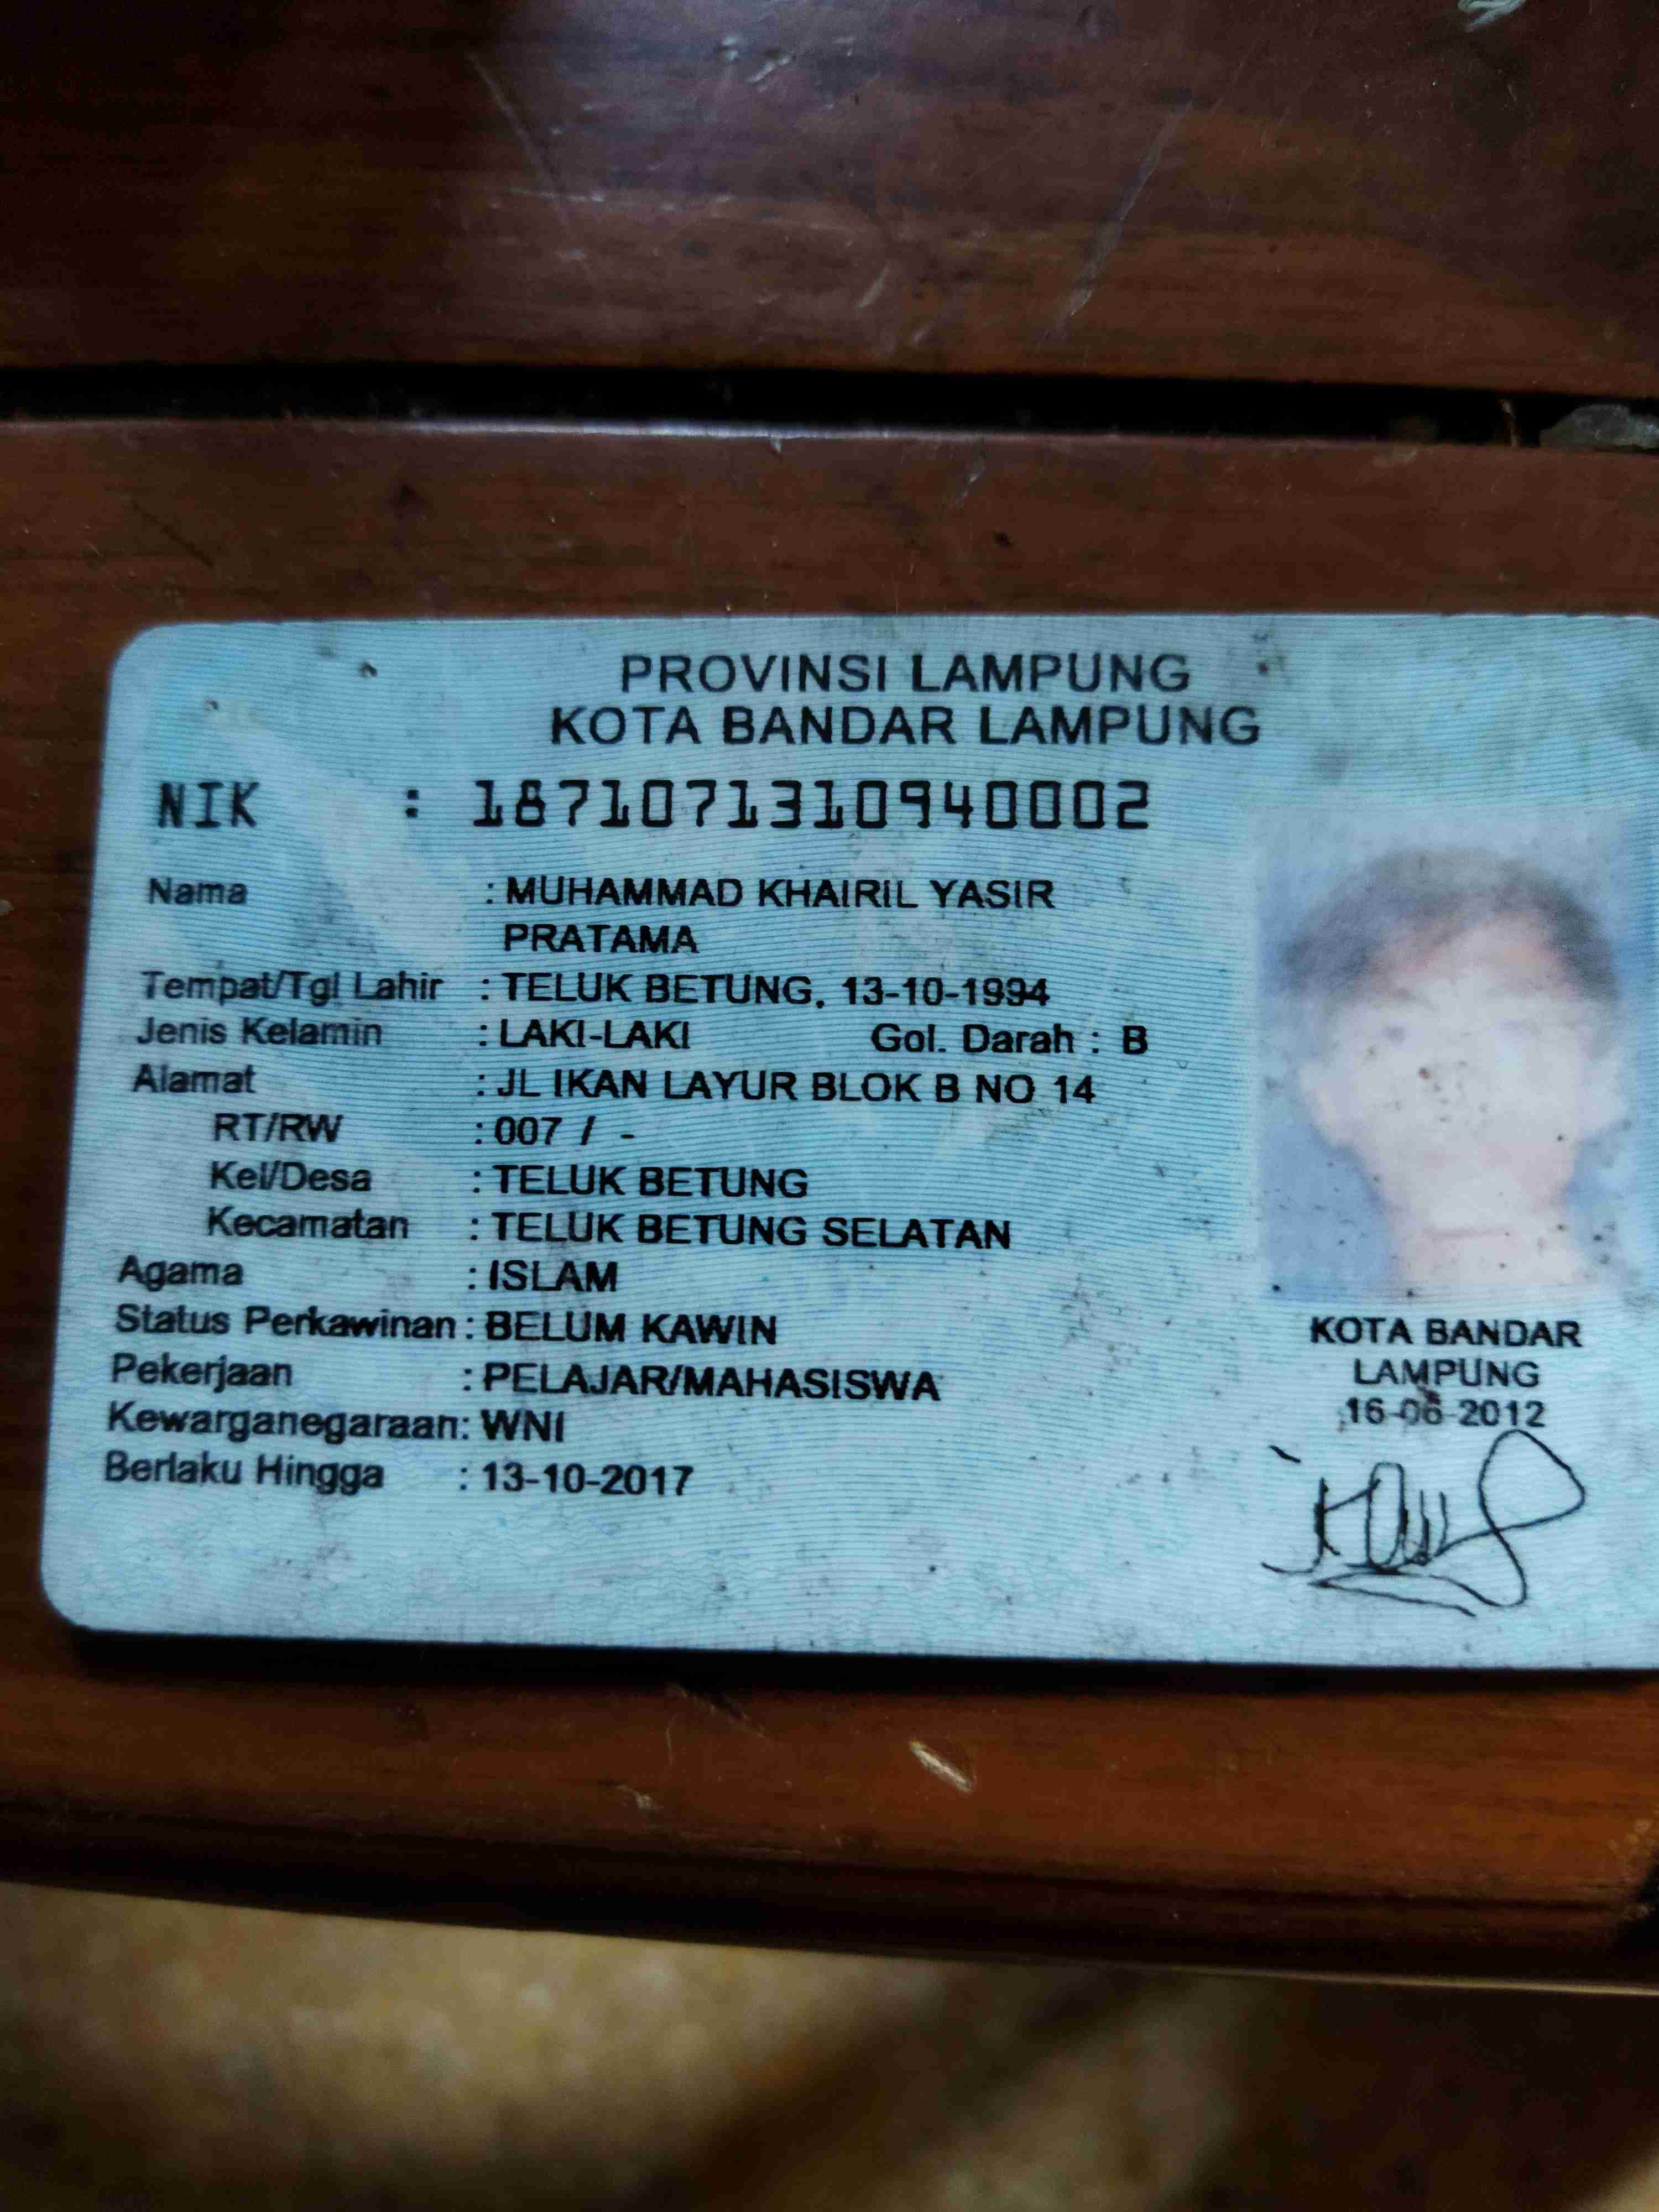 PROVINSI LAMPUNG
KOTA BANDAR LAMPUNG
NIK : 1871071310940002
Nama : MUHAMMAD KHAIRIL YASIR
PRATAMA
Tempat/Tgl Lahir : TELUK BETUNG, 13-10-1994
Jenis Kelamin : LAKI-LAKI Gol. Darah : B
Alamat : JL IKAN LAYUR BLOK B NO 14
RT/RW : 007 / -
Kel/Desa : TELUK BETUNG
Kecamatan : TELUK BETUNG SELATAN
Agama : ISLAM
Status Perkawinan : BELUM KAWIN
Pekerjaan : PELAJAR/MAHASISWA
Kewarganegaraan: WNI
Berlaku Hingga : 13-10-2017
KOTA BANDAR
LAMPUNG
16-06-2012